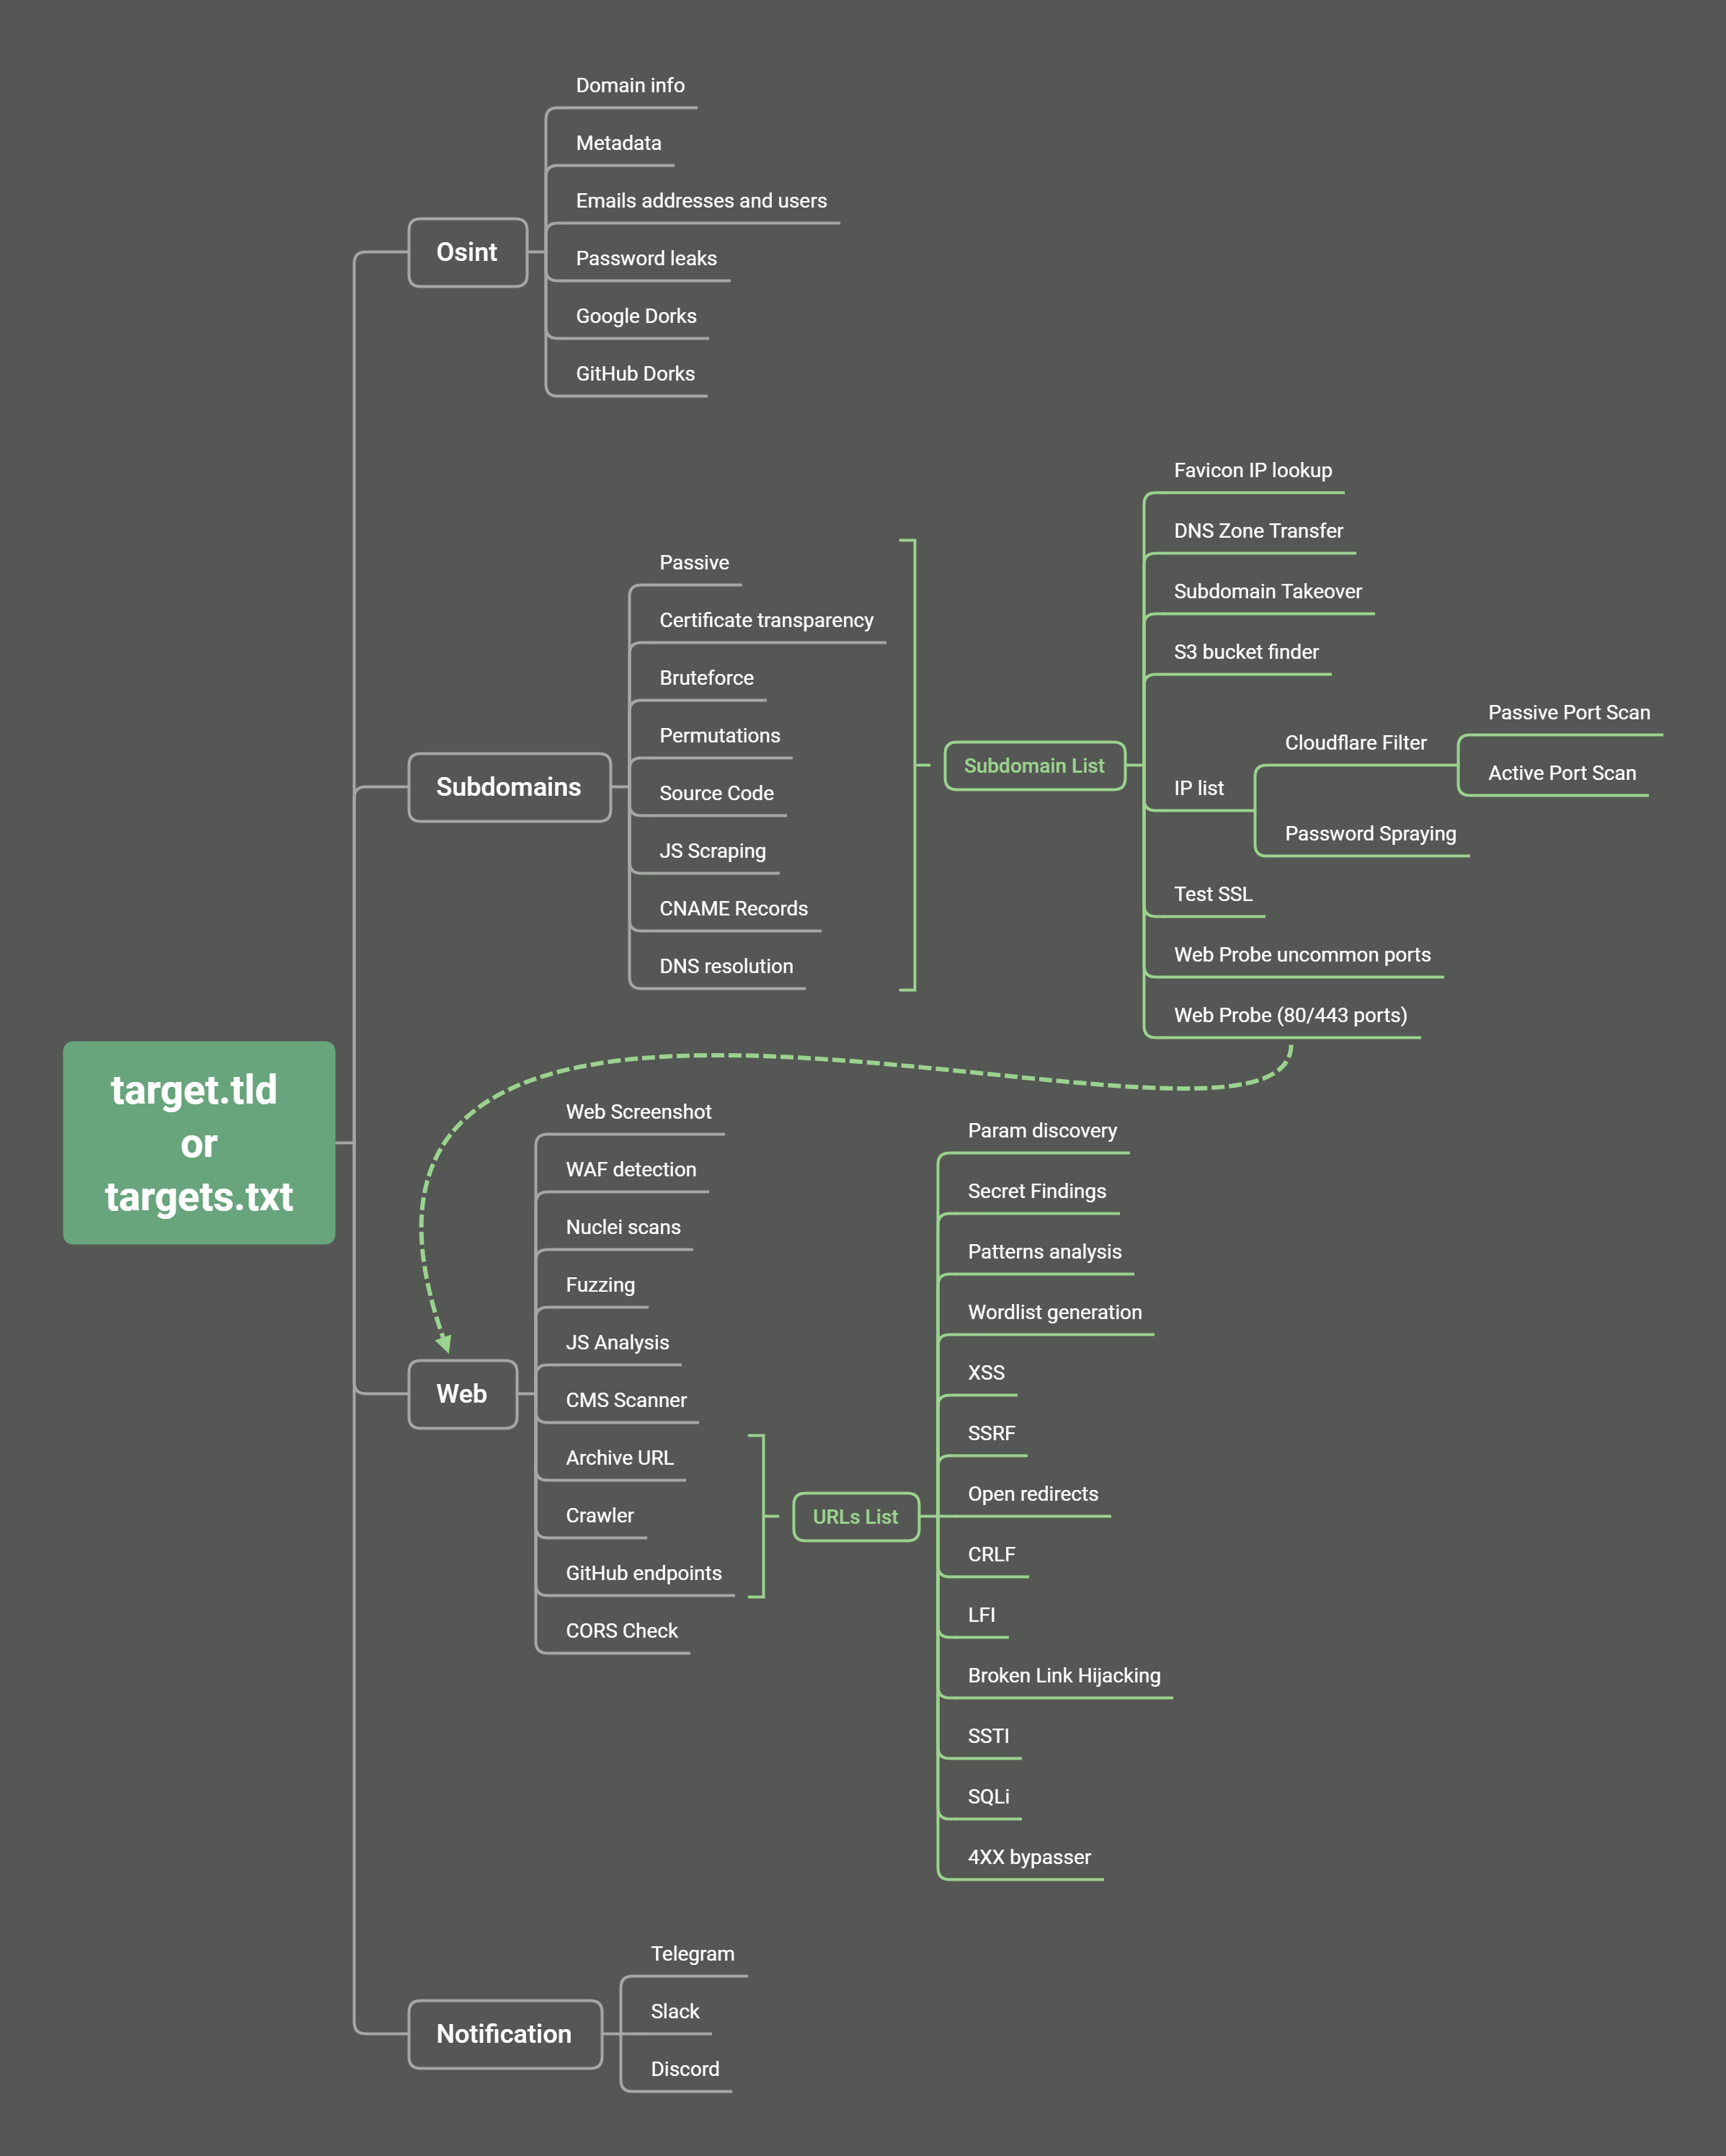 target.tld
or
targets.txt
Osint
Domain info
Metadata
Emails addresses and users
Password leaks
Google Dorks
GitHub Dorks
Subdomains
Passive
Certificate transparency
Bruteforce
Permutations
Source Code
JS Scraping
CNAME Records
DNS resolution
Subdomain List
Favicon IP lookup
DNS Zone Transfer
Subdomain Takeover
S3 bucket finder
IP list
Cloudflare Filter
Passive Port Scan
Active Port Scan
Password Spraying
Test SSL
Web Probe uncommon ports
Web Probe (80/443 ports)
Web
Web Screenshot
WAF detection
Nuclei scans
Fuzzing
JS Analysis
CMS Scanner
Archive URL
Crawler
GitHub endpoints
CORS Check
URLs List
Param discovery
Secret Findings
Patterns analysis
Wordlist generation
XSS
SSRF
Open redirects
CRLF
LFI
Broken Link Hijacking
SSTI
SQLi
4XX bypasser
Notification
Telegram
Slack
Discord